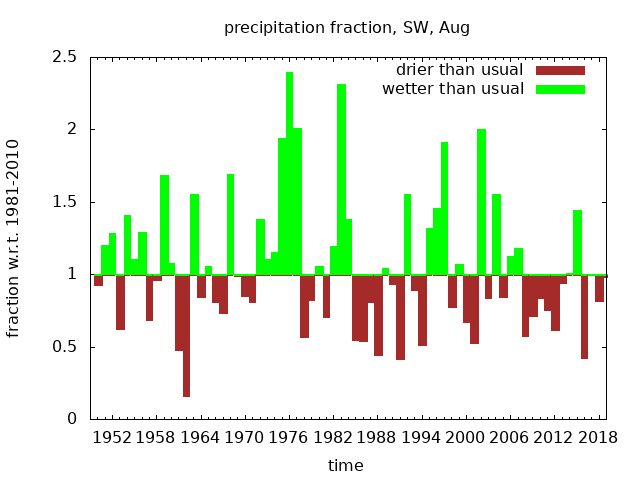 precipitation fraction, SW, Aug
drier than usual
wetter than usual
fraction w.r.t. 1981-2010
2.5
2
1.5
1
0.5
0
1952 1958 1964 1970 1976 1982 1988 1994 2000 2006 2012 2018
time